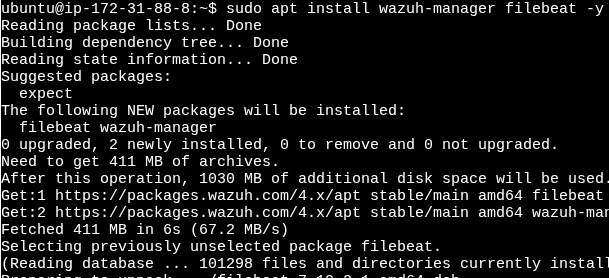 ubuntu@ip-172-31-88-8:~$ sudo apt install wazuh-manager filebeat -y
Reading package lists... Done
Building dependency tree... Done
Reading state information... Done
Suggested packages:
  expect
The following NEW packages will be installed:
  filebeat wazuh-manager
0 upgraded, 2 newly installed, 0 to remove and 0 not upgraded.
Need to get 411 MB of archives.
After this operation, 1030 MB of additional disk space will be used.
Get:1 https://packages.wazuh.com/4.x/apt stable/main amd64 filebeat
Get:2 https://packages.wazuh.com/4.x/apt stable/main amd64 wazuh-man
Fetched 411 MB in 6s (67.2 MB/s)
Selecting previously unselected package filebeat.
(Reading database ... 101298 files and directories currently install